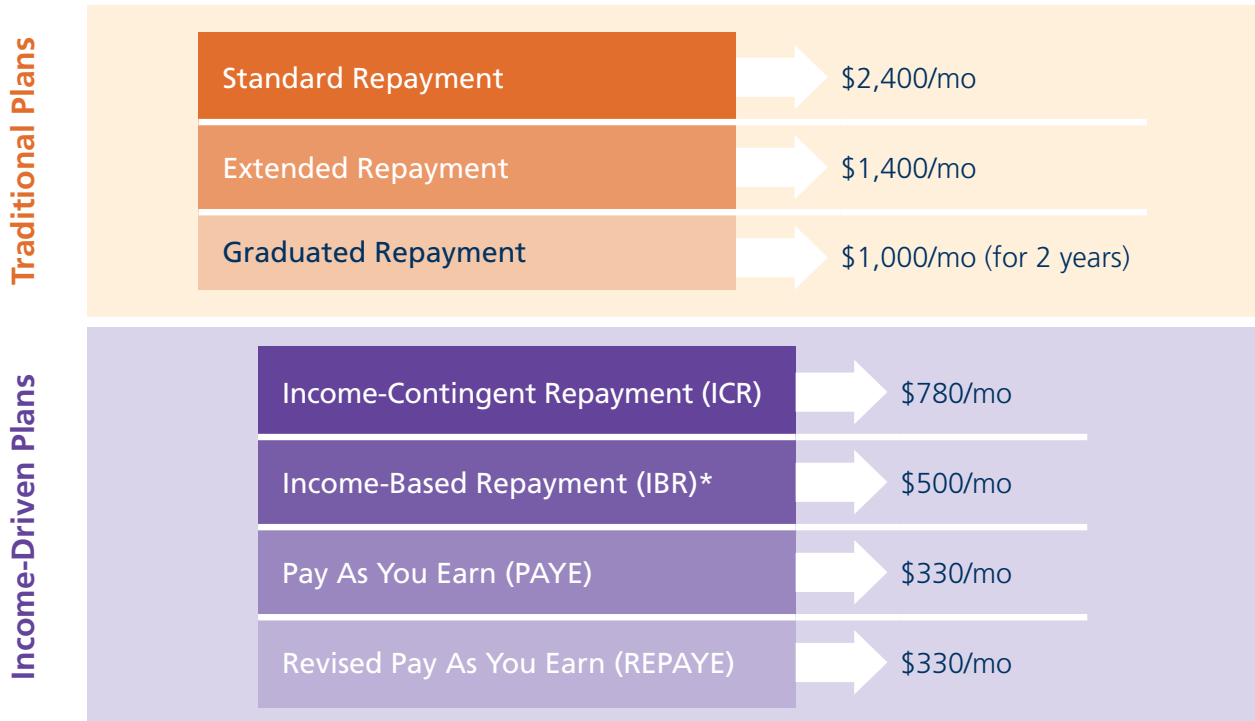 Traditional Plans
Standard Repayment
$2,400/mo
Extended Repayment
$1,400/mo
Graduated Repayment
$1,000/mo (for 2 years)
Income-Driven Plans
Income-Contingent Repayment (ICR)
$780/mo
Income-Based Repayment (IBR)*
$500/mo
Pay As You Earn (PAYE)
$330/mo
Revised Pay As You Earn (REPAYE)
$330/mo